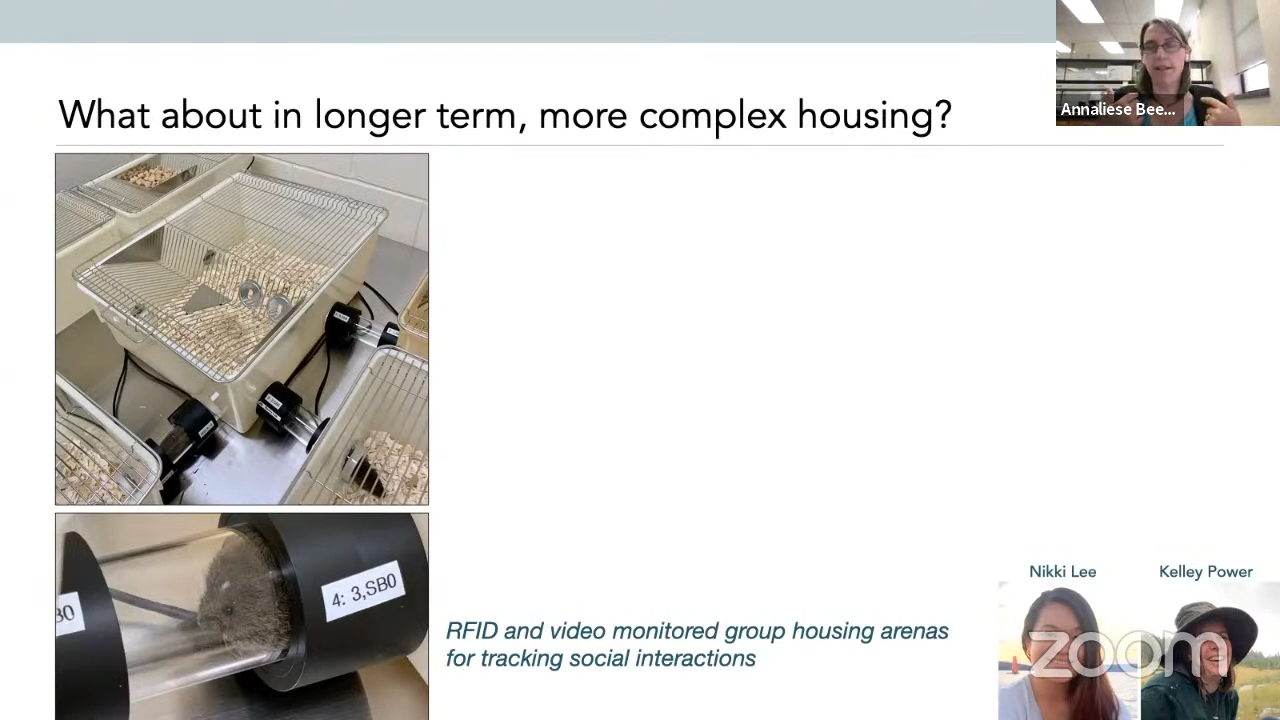 Annaliese Bee...
What about in longer term, more complex housing?
4: 3,SB0
30
RFID and video monitored group housing arenas
for tracking social interactions
Nikki Lee
Kelley Power
zoom